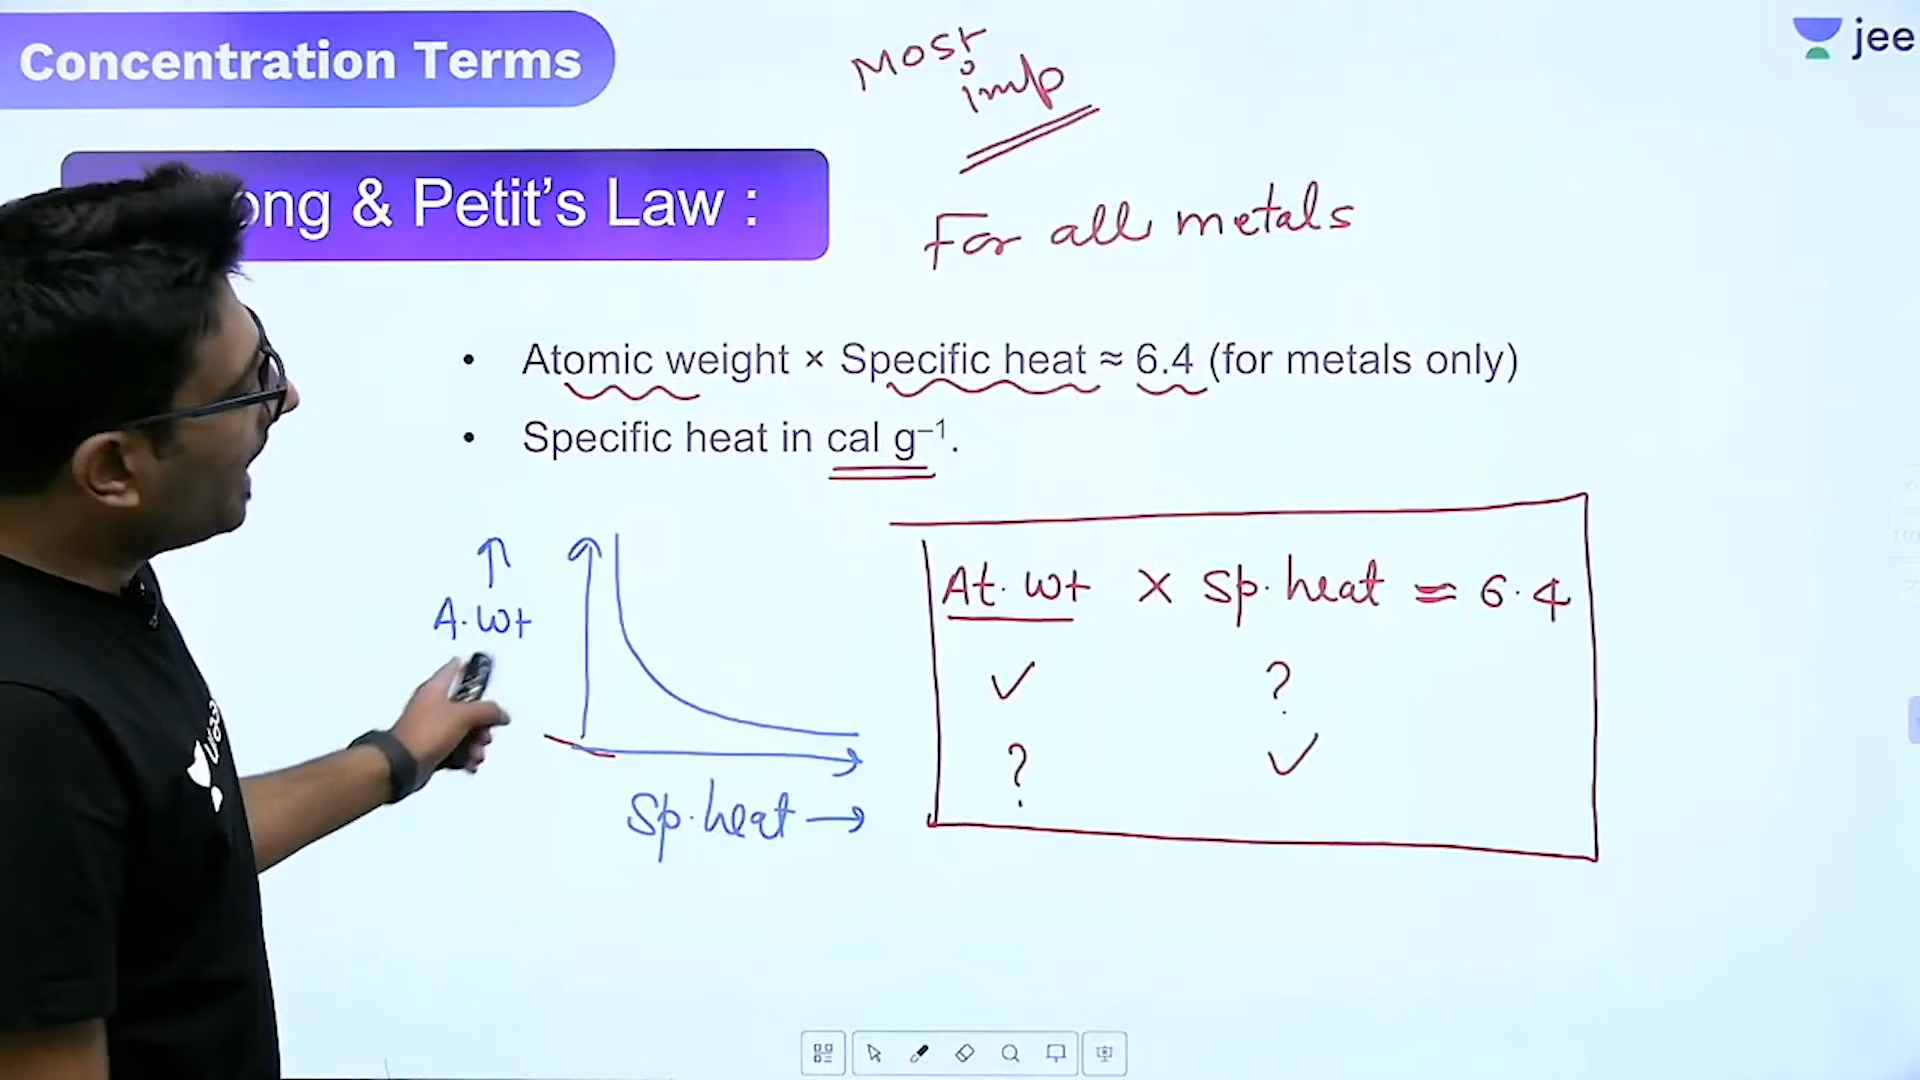 Concentration Terms
Most
imp
jee
ong & Petit's Law :
For all metals
• Atomic weight × Specific heat ≈ 6.4 (for metals only)
• Specific heat in cal g⁻¹.
A.Wt
Sp.heat →
At. wt × Sp. heat ≈ 6.4
✓ ?
? ✓